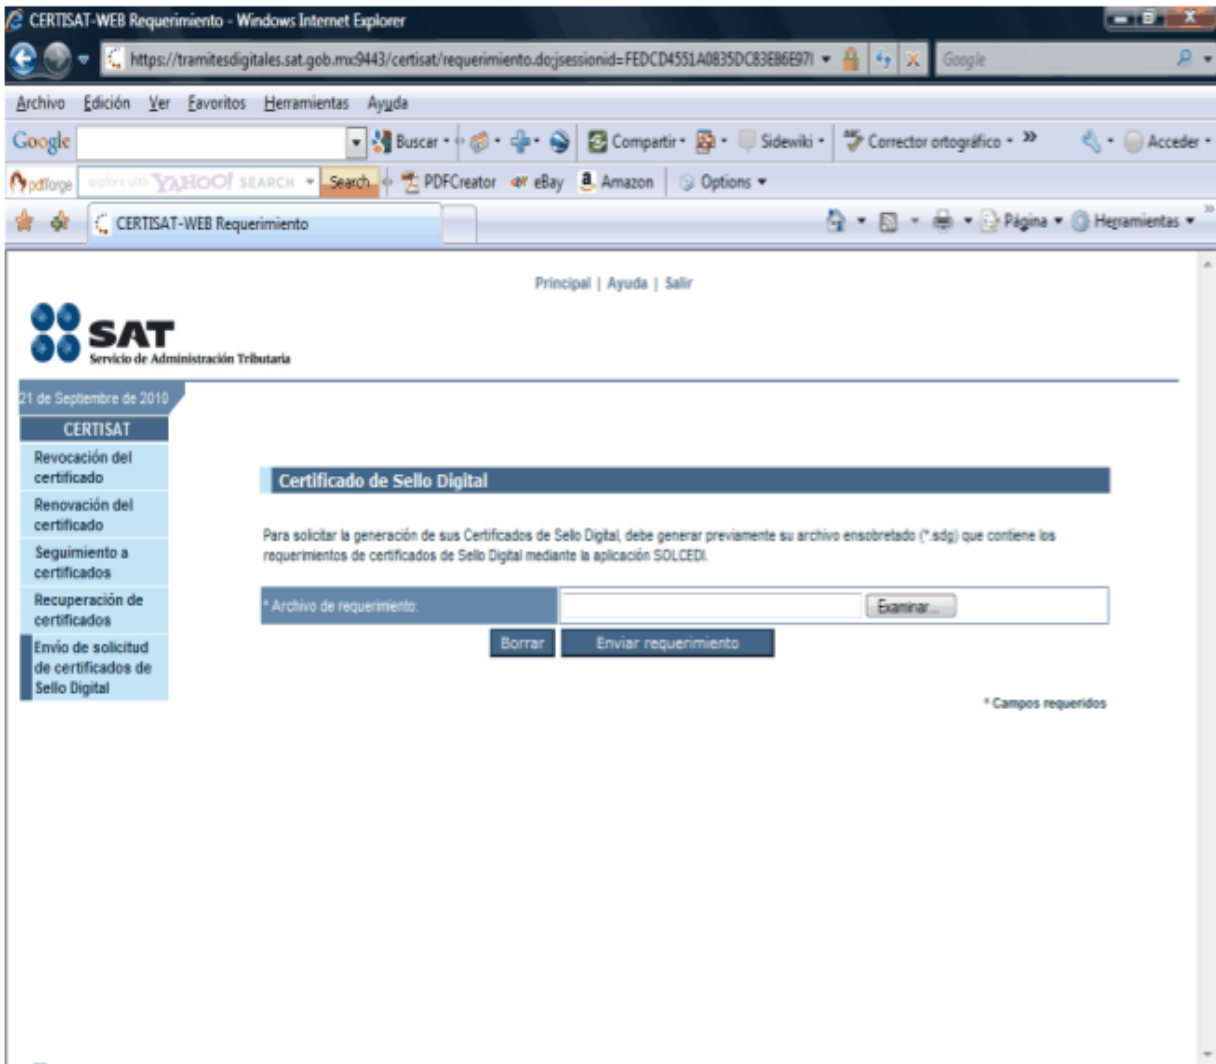 CERTISAT-WEB Requerimiento - Windows Internet Explorer
https://tramitesdigitales.sat.gob.mx:9443/certisat/requerimiento.do;jsessionid=FEDCD4551A0835DC83EB6E97I Google
Archivo Edición Ver Favoritos Herramientas Ayuda
Google Buscar Compartir Sidewiki Corrector ortográfico Acceder
pdfforge explore with YAHOO! SEARCH Search PDFCreator eBay Amazon Options
CERTISAT-WEB Requerimiento Página Herramientas
Principal | Ayuda | Salir
SAT
Servicio de Administración Tributaria
21 de Septiembre de 2010
CERTISAT
Revocación del
certificado
Renovación del
certificado
Seguimiento a
certificados
Recuperación de
certificados
Envío de solicitud
de certificados de
Sello Digital
Certificado de Sello Digital
Para solicitar la generación de sus Certificados de Sello Digital, debe generar previamente su archivo ensobretado (*.sdg) que contiene los
requerimientos de certificados de Sello Digital mediante la aplicación SOLCEDI.
* Archivo de requerimiento: Examinar...
Borrar Enviar requerimiento
* Campos requeridos